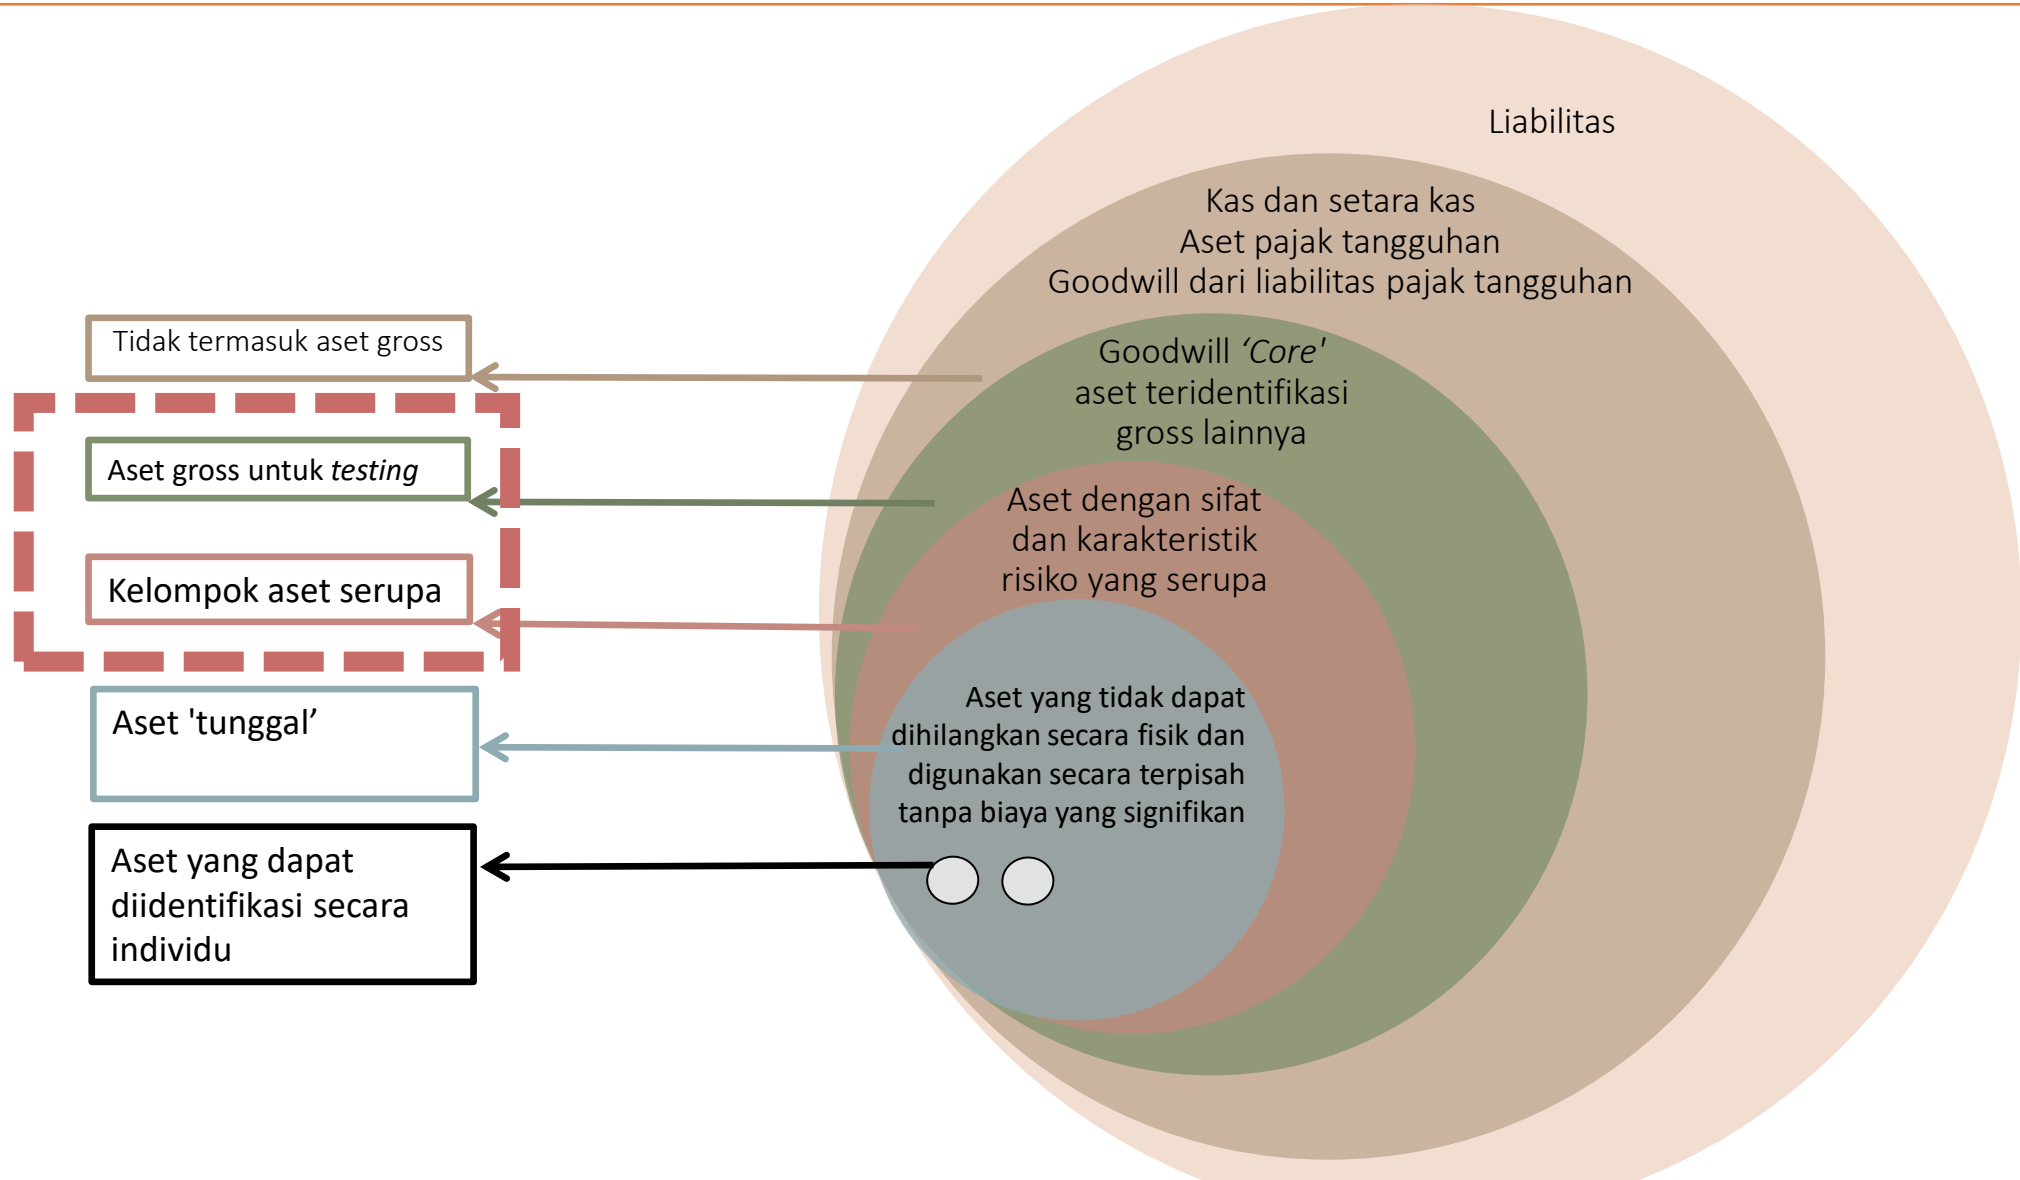 Liabilitas
Kas dan setara kas
Aset pajak tangguhan
Goodwill dari liabilitas pajak tangguhan
Goodwill ‘Core'
aset teridentifikasi
gross lainnya
Aset dengan sifat
dan karakteristik
risiko yang serupa
Aset yang tidak dapat
dihilangkan secara fisik dan
digunakan secara terpisah
tanpa biaya yang signifikan
Tidak termasuk aset gross
Aset gross untuk testing
Kelompok aset serupa
Aset 'tunggal’
Aset yang dapat
diidentifikasi secara
individu